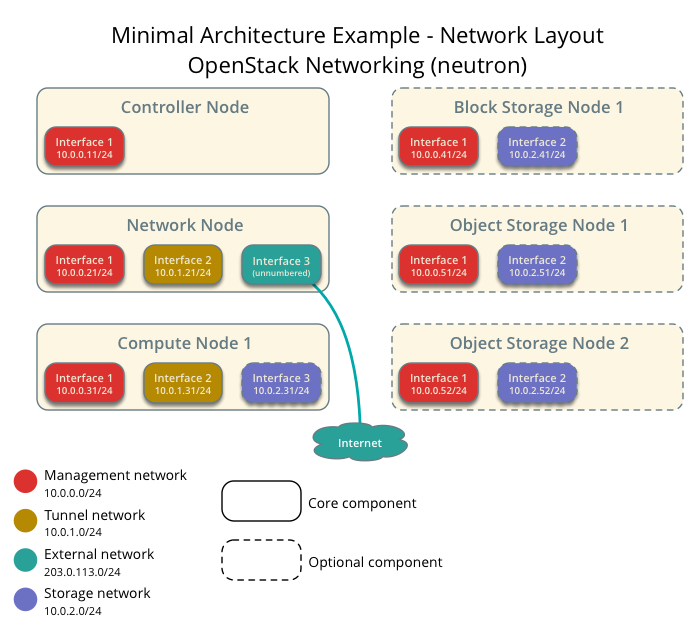 Minimal Architecture Example - Network Layout
OpenStack Networking (neutron)
Controller Node
Interface 1
10.0.0.11/24
Block Storage Node 1
Interface 1
10.0.0.41/24
Interface 2
10.0.2.41/24
Network Node
Interface 1
10.0.0.21/24
Interface 2
10.0.1.21/24
Interface 3
(unnumbered)
Object Storage Node 1
Interface 1
10.0.0.51/24
Interface 2
10.0.2.51/24
Compute Node 1
Interface 1
10.0.0.31/24
Interface 2
10.0.1.31/24
Interface 3
10.0.2.31/24
Object Storage Node 2
Interface 1
10.0.0.52/24
Interface 2
10.0.2.52/24
Internet
Management network
10.0.0.0/24
Tunnel network
10.0.1.0/24
External network
203.0.113.0/24
Storage network
10.0.2.0/24
Core component
Optional component